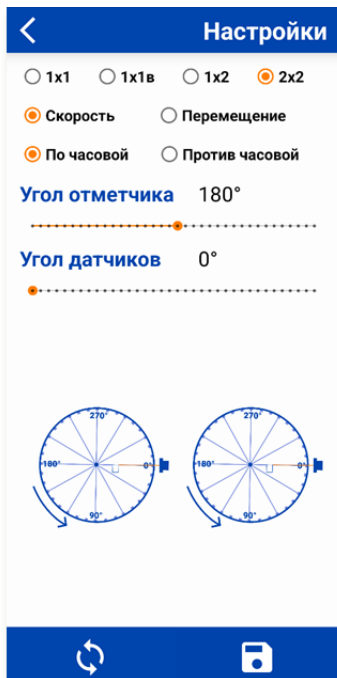 Настройки
1x1 1x1в 1x2 2x2
Скорость Перемещение
По часовой Против часовой
Угол отметчика 180°
Угол датчиков 0°
270° 270°
180° 0° 180° 0°
90° 90°